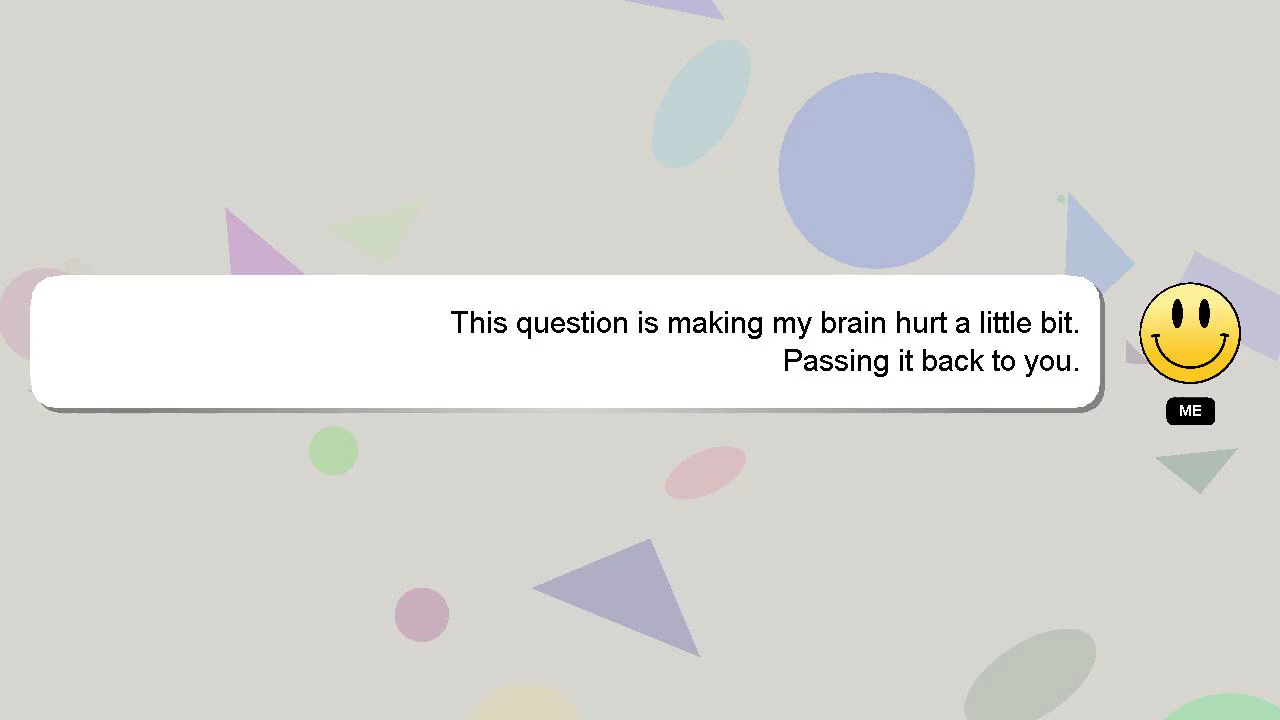 This question is making my brain hurt a little bit.
Passing it back to you.
ME